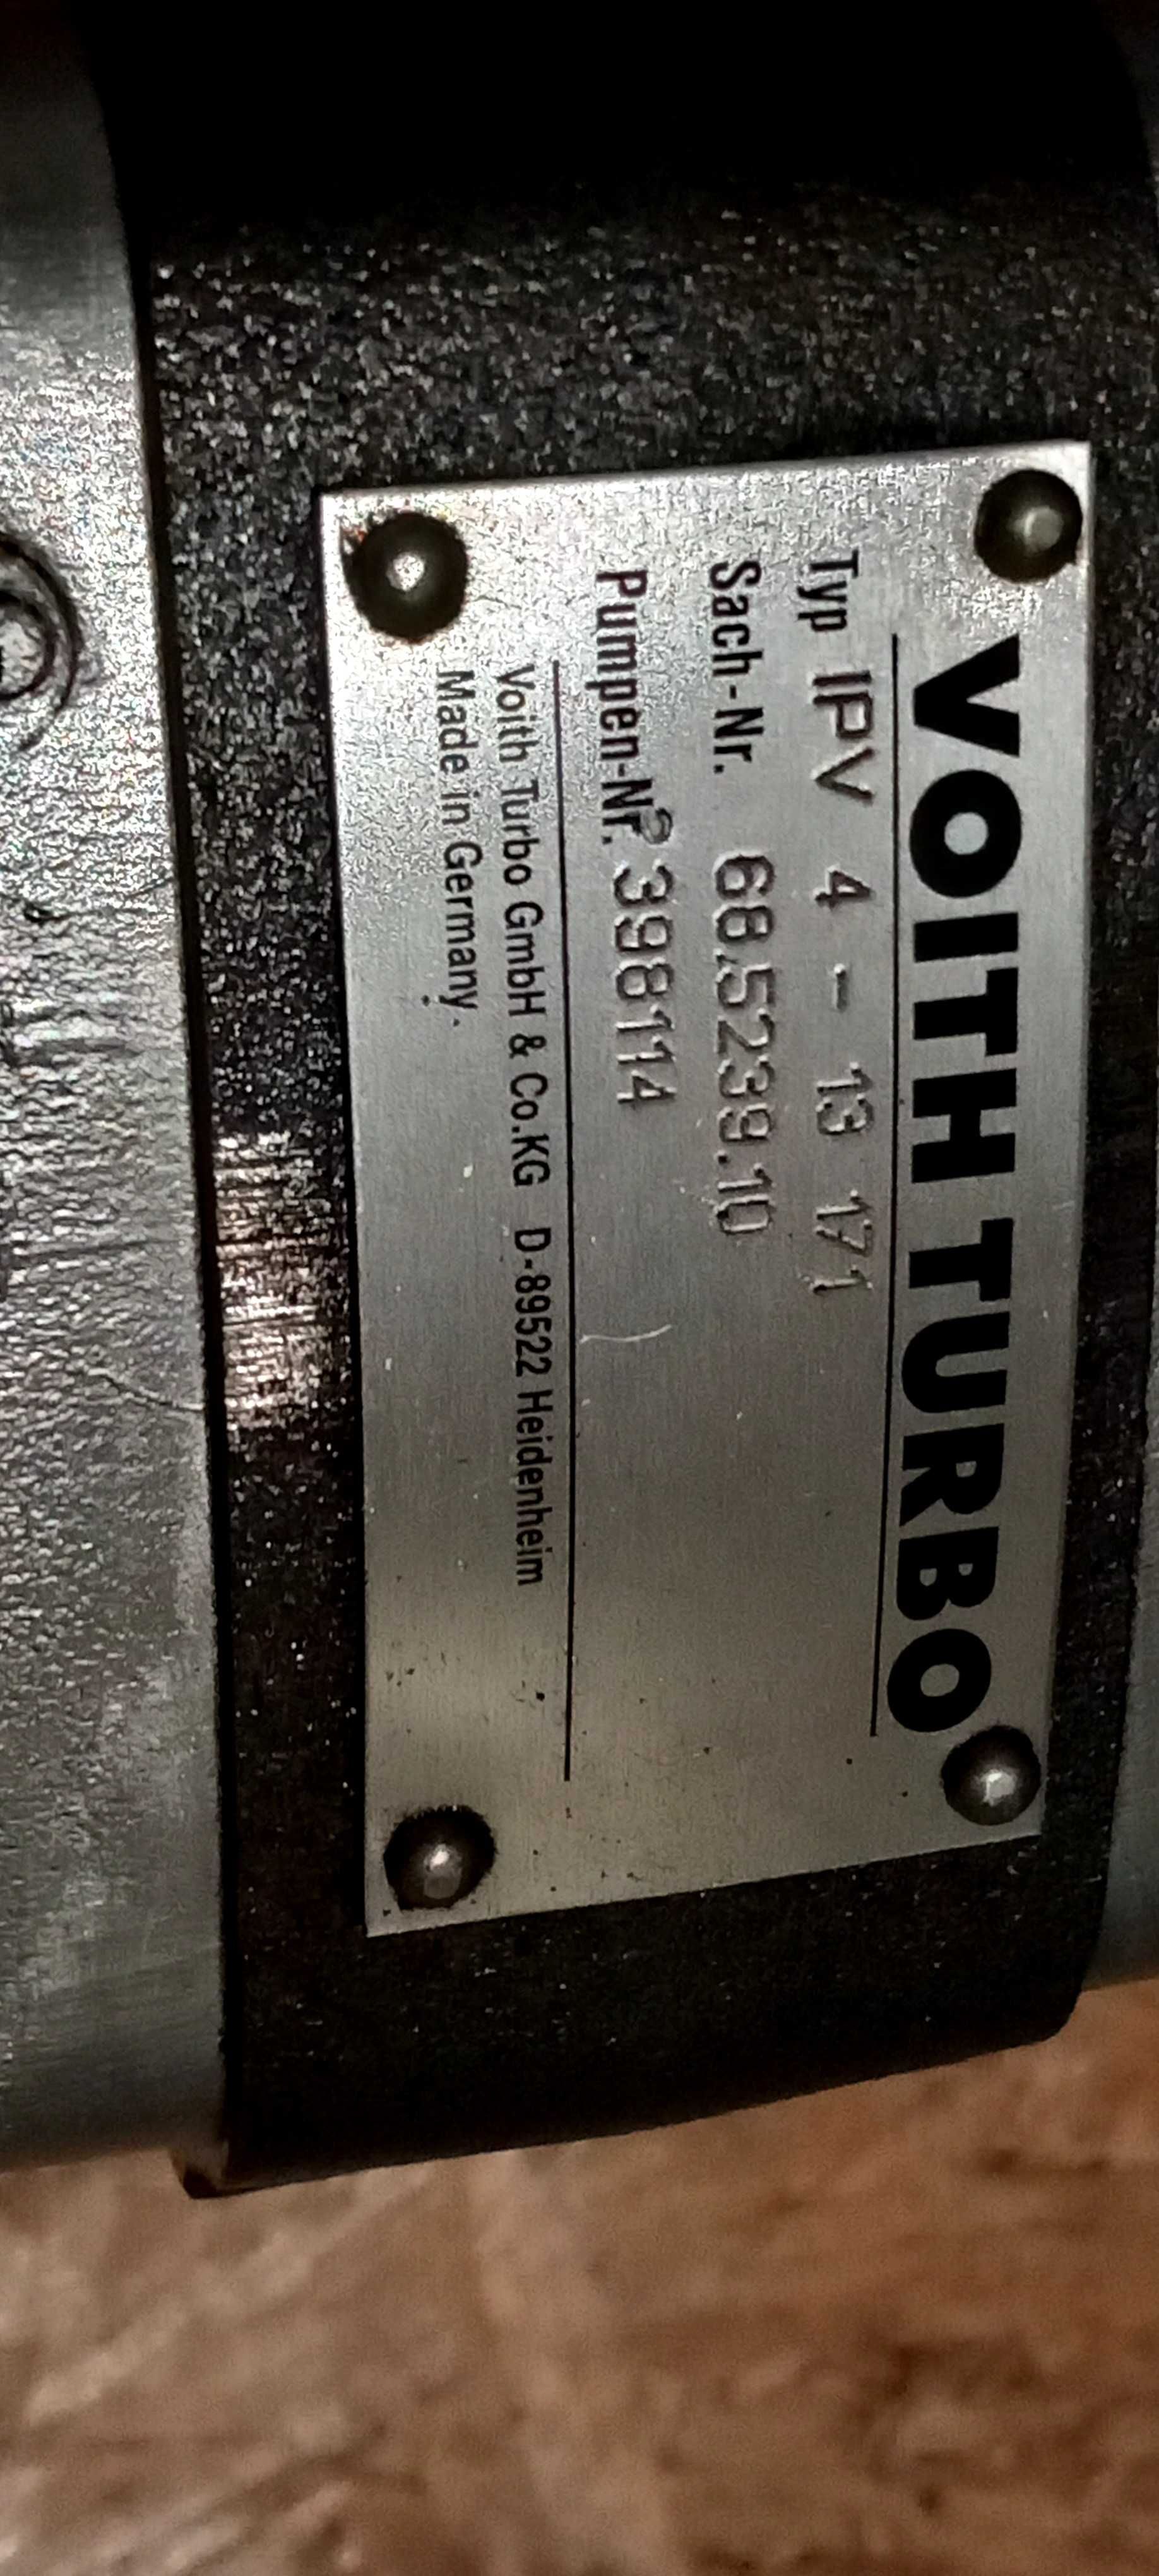 VOITH TURBO
Typ IPV 4 - 13 171
Sach-Nr. 68.5239.10
Pumpen-Nr. 398114
Voith Turbo GmbH & Co.KG D-89522 Heidenheim
Made in Germany.